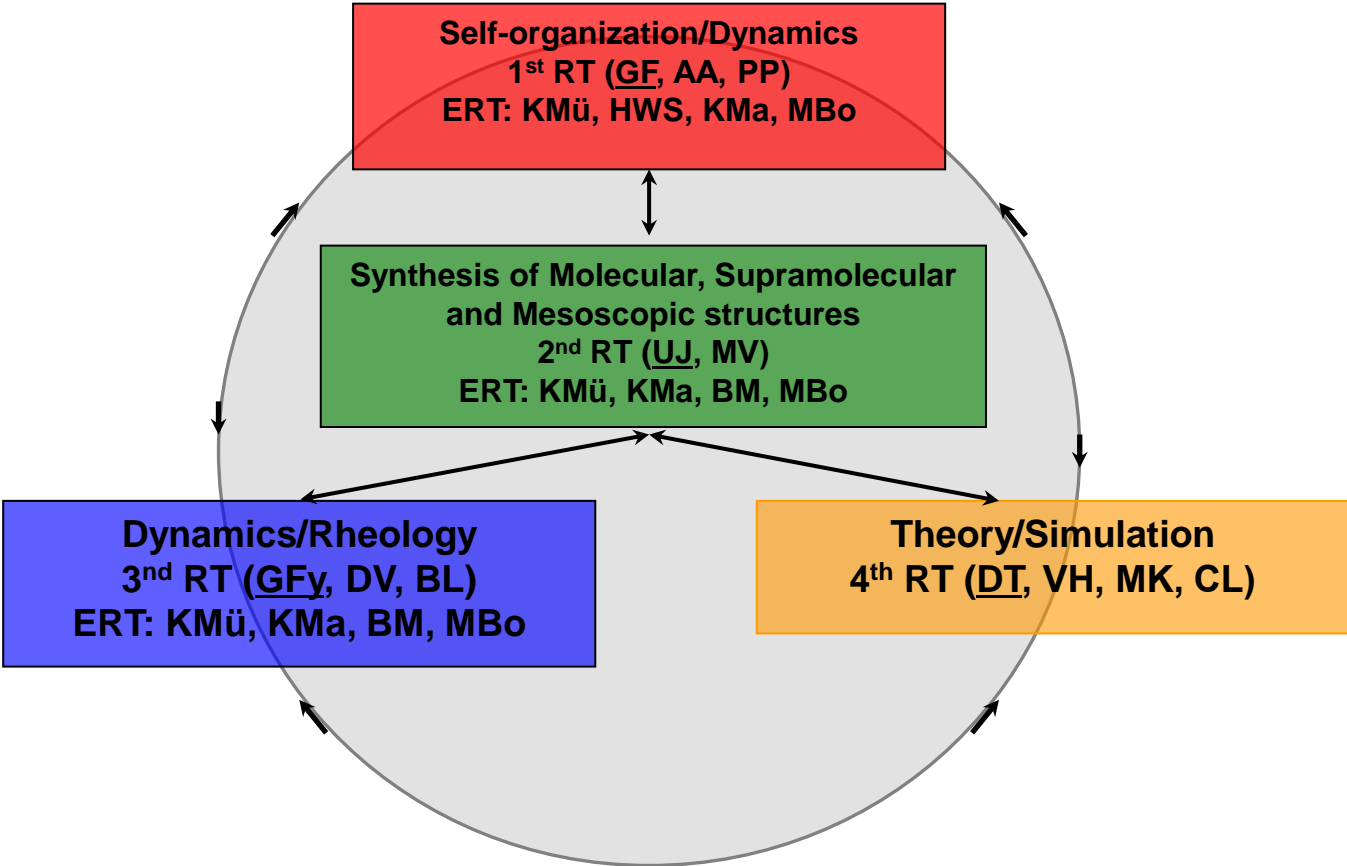 Self-organization/Dynamics
1st RT (GF, AA, PP)
ERT: KMü, HWS, KMa, MBo
Synthesis of Molecular, Supramolecular
and Mesoscopic structures
2nd RT (UJ, MV)
ERT: KMü, KMa, BM, MBo
Dynamics/Rheology
3nd RT (GFy, DV, BL)
ERT: KMü, KMa, BM, MBo
Theory/Simulation
4th RT (DT, VH, MK, CL)